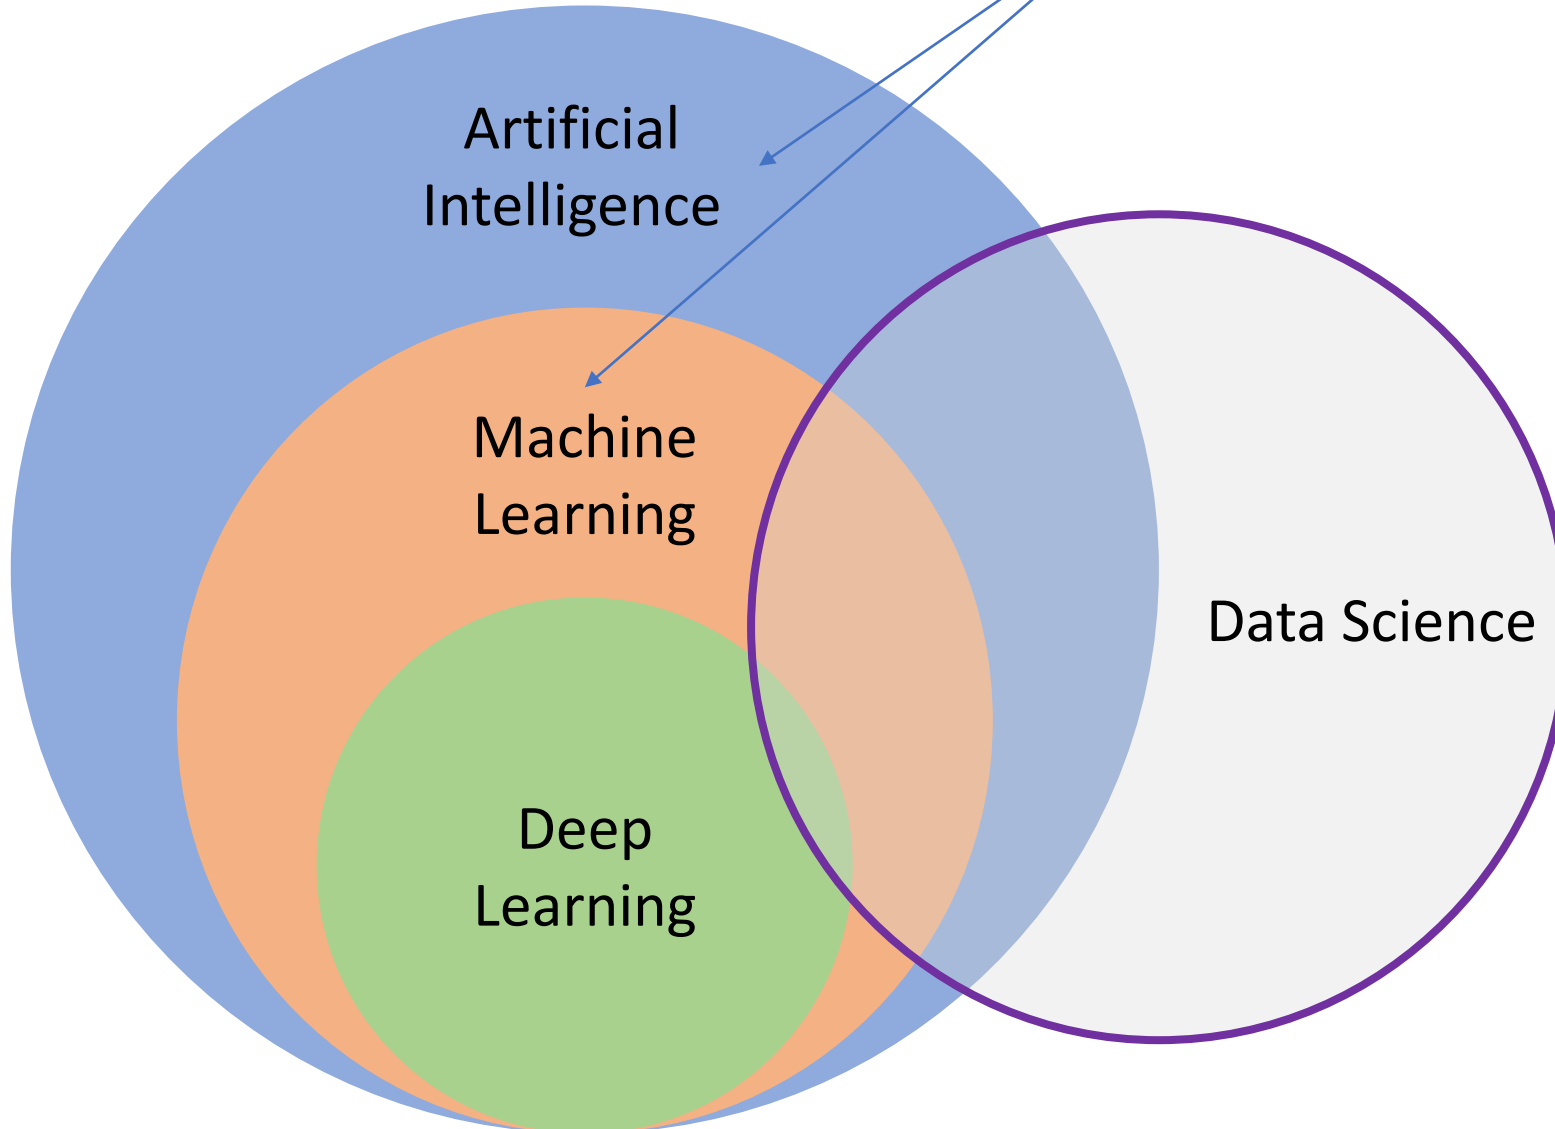 Artificial
Intelligence
Machine
Learning
Data Science
Deep
Learning